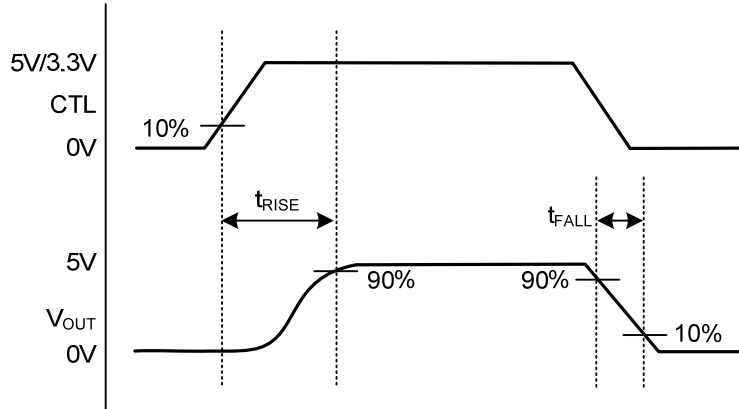 5V/3.3V
CTL
10%
0V
tRISE
tFALL
5V
90%
90%
VOUT
10%
0V